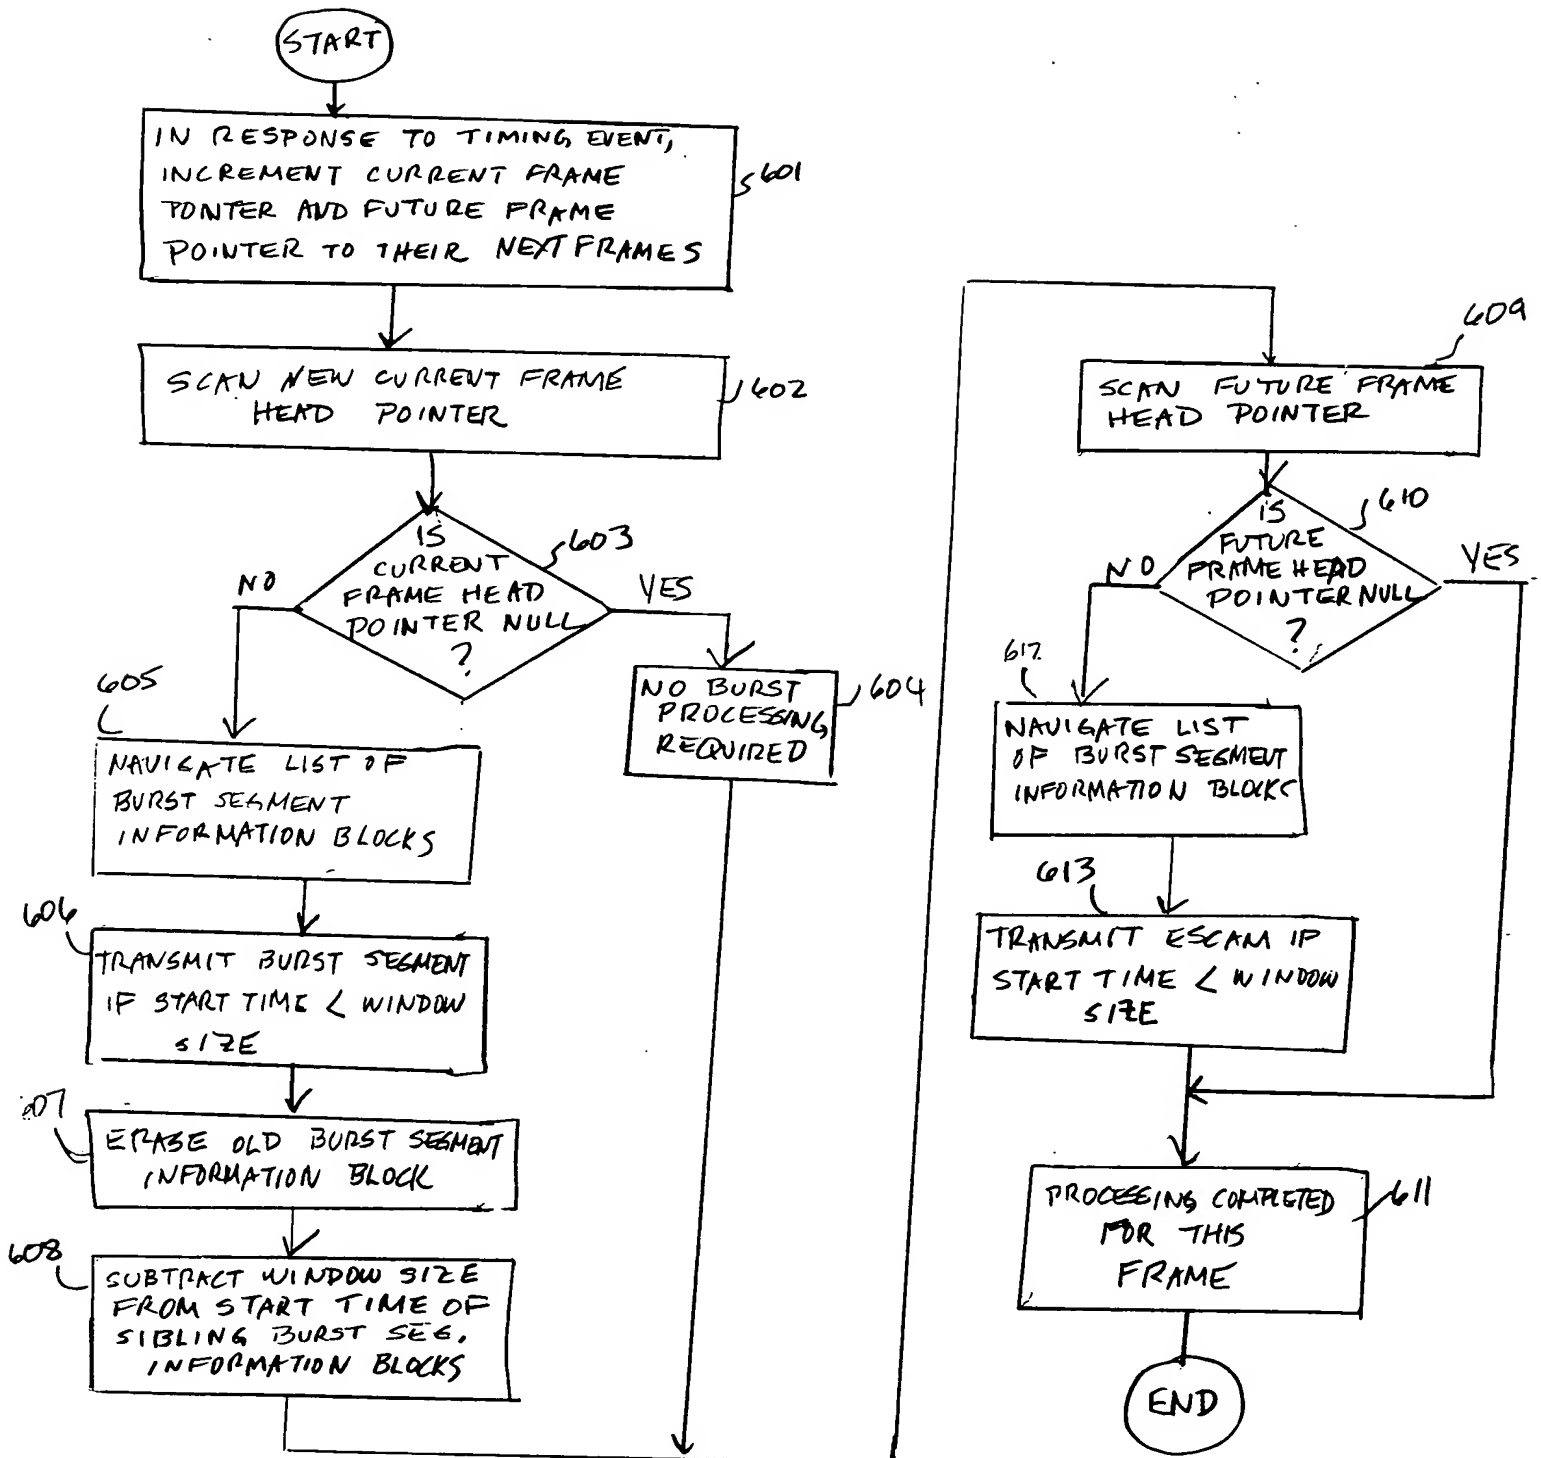 START
IN RESPONSE TO TIMING EVENT,
INCREMENT CURRENT FRAME
PONTER AND FUTURE FRAME
POINTER TO THEIR NEXT FRAMES
601
SCAN NEW CURRENT FRAME
HEAD POINTER
602
IS
CURRENT
FRAME HEAD
POINTER NULL
?
603
NO
YES
NO BURST
PROCESSING
REQUIRED
604
605
NAVIGATE LIST OF
BURST SEGMENT
INFORMATION BLOCKS
606
TRANSMIT BURST SEGMENT
IF START TIME < WINDOW
SIZE
607
ERASE OLD BURST SEGMENT
INFORMATION BLOCK
608
SUBTRACT WINDOW SIZE
FROM START TIME OF
SIBLING BURST SEG.
INFORMATION BLOCKS
609
SCAN FUTURE FRAME
HEAD POINTER
610
IS
FUTURE
FRAME HEAD
POINTER NULL
?
NO
YES
612
NAVIGATE LIST
OF BURST SEGMENT
INFORMATION BLOCKS
613
TRANSMIT ESCAM IF
START TIME < WINDOW
SIZE
PROCESSING COMPLETED
FOR THIS
FRAME
611
END